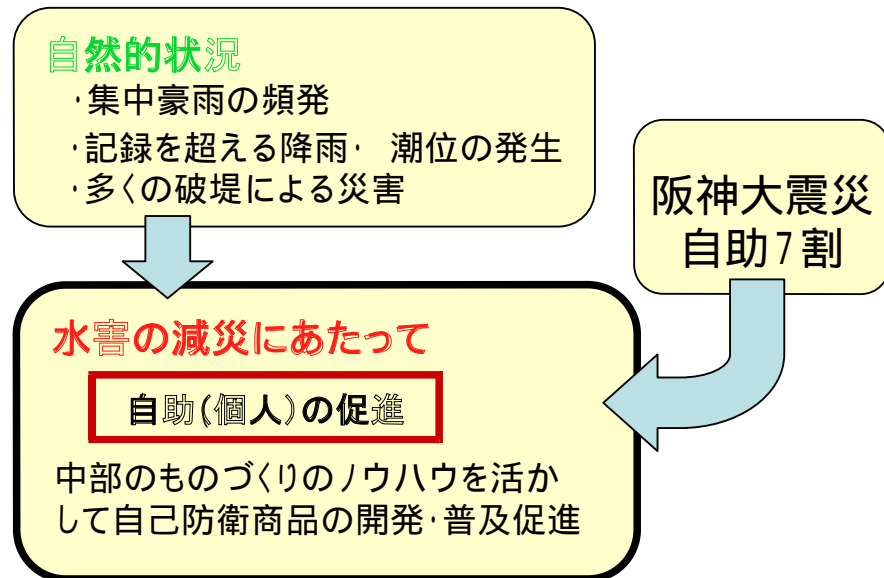 自然的状況
・集中豪雨の頻発
・記録を超える降雨・ 潮位の発生
・多くの破堤による災害
阪神大震災
自助7割
水害の減災にあたって
自助(個人)の促進
中部のものづくりのノウハウを活か
して自己防衛商品の開発・普及促進